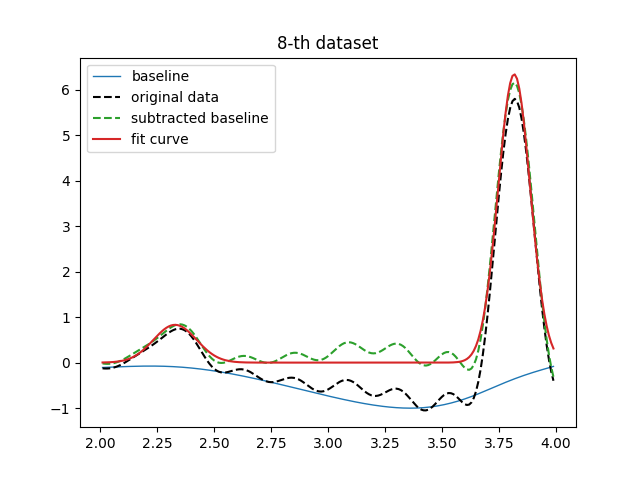 8-th dataset
baseline
original data
subtracted baseline
fit curve
6
5
4
3
2
1
0
−1
2.00 2.25 2.50 2.75 3.00 3.25 3.50 3.75 4.00